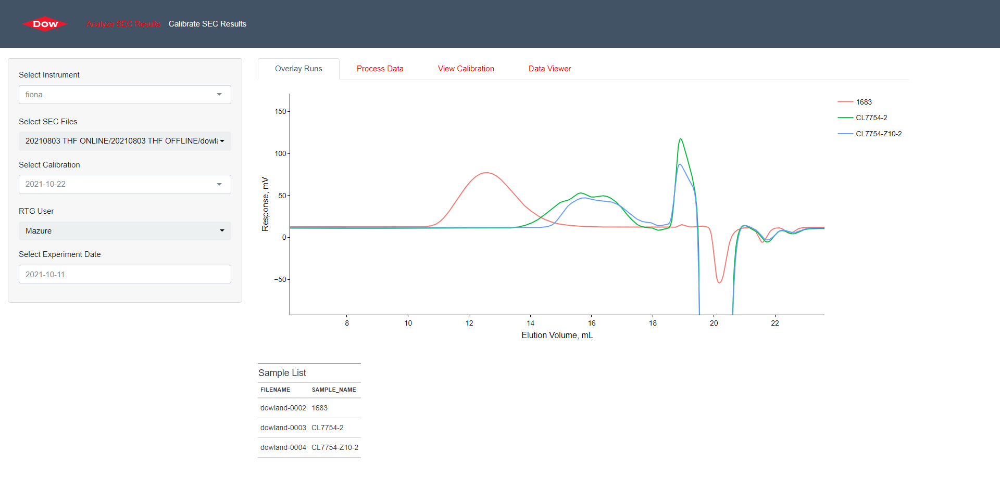 DOW
Analyze SEC Results
Calibrate SEC Results
Select Instrument
fiona
Select SEC Files
20210803 THF ONLINE/20210803 THF OFFLINE/dowl
Select Calibration
2021-10-22
RTG User
Mazure
Select Experiment Date
2021-10-11
Overlay Runs
Process Data
View Calibration
Data Viewer
150
100
50
0
−50
Response, mV
8
10
12
14
16
18
20
22
Elution Volume, mL
1683
CL7754-2
CL7754-Z10-2
Sample List
FILENAME SAMPLE_NAME
dowland-0002 1683
dowland-0003 CL7754-2
dowland-0004 CL7754-Z10-2